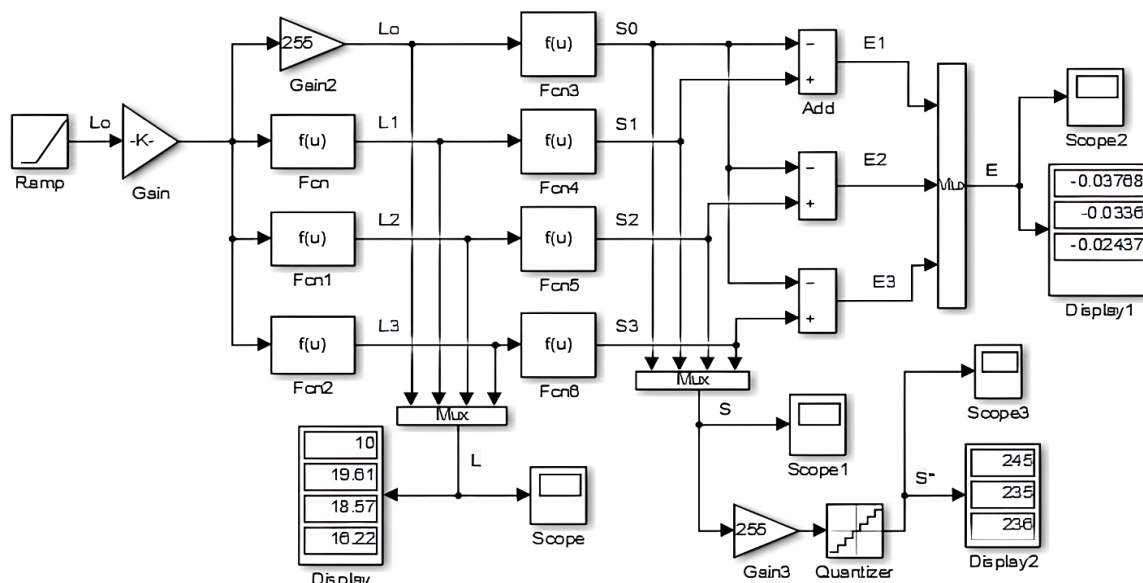 Lo
S0
E1
255
f(u)
−
+
Gain2
Fcn3
Add
Scope2
Lo
-K-
f(u)
L1
f(u)
S1
Ramp
Gain
Fcn
Fcn4
−
+
E2
Mux
E
-0.03768
-0.0336
-0.02437
Display1
f(u)
L2
f(u)
S2
Fcn1
Fcn5
−
+
E3
f(u)
L3
f(u)
S3
Fcn2
Fcn6
Mux
Mux
S
Scope1
Scope3
10
19.61
18.57
16.22
Display
L
Scope
255
Gain3
Quantizer
S"
245
235
236
Display2